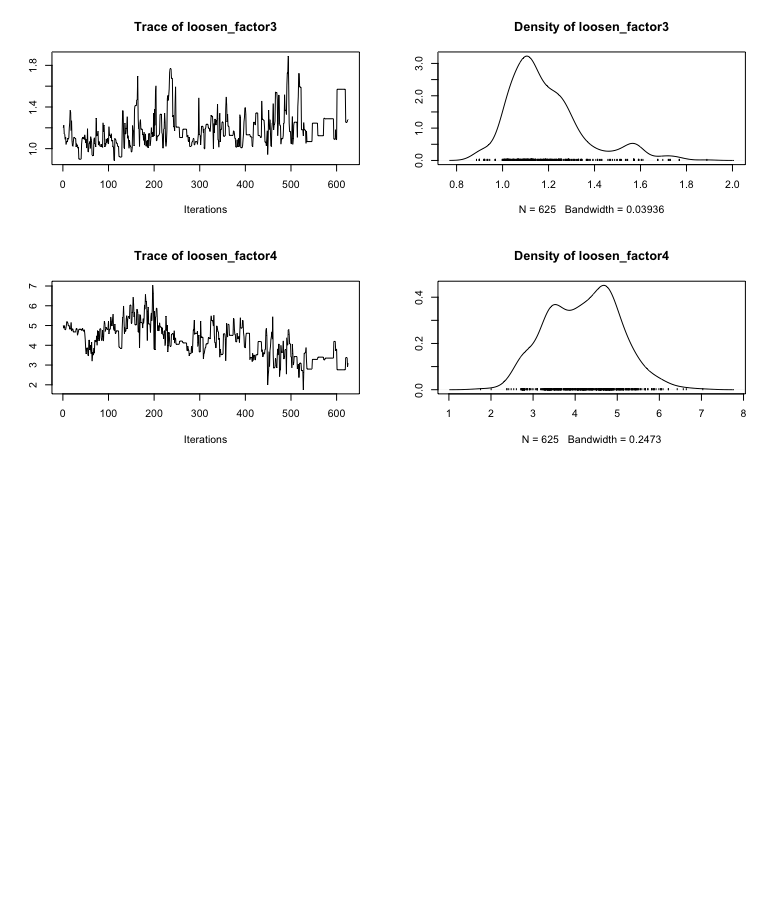 Trace of loosen_factor3
1.0 1.4 1.8
0 100 200 300 400 500 600
Iterations
Density of loosen_factor3
0.0 1.0 2.0 3.0
0.8 1.0 1.2 1.4 1.6 1.8 2.0
N = 625 Bandwidth = 0.03936
Trace of loosen_factor4
2 3 4 5 6 7
0 100 200 300 400 500 600
Iterations
Density of loosen_factor4
0.0 0.2 0.4
1 2 3 4 5 6 7 8
N = 625 Bandwidth = 0.2473